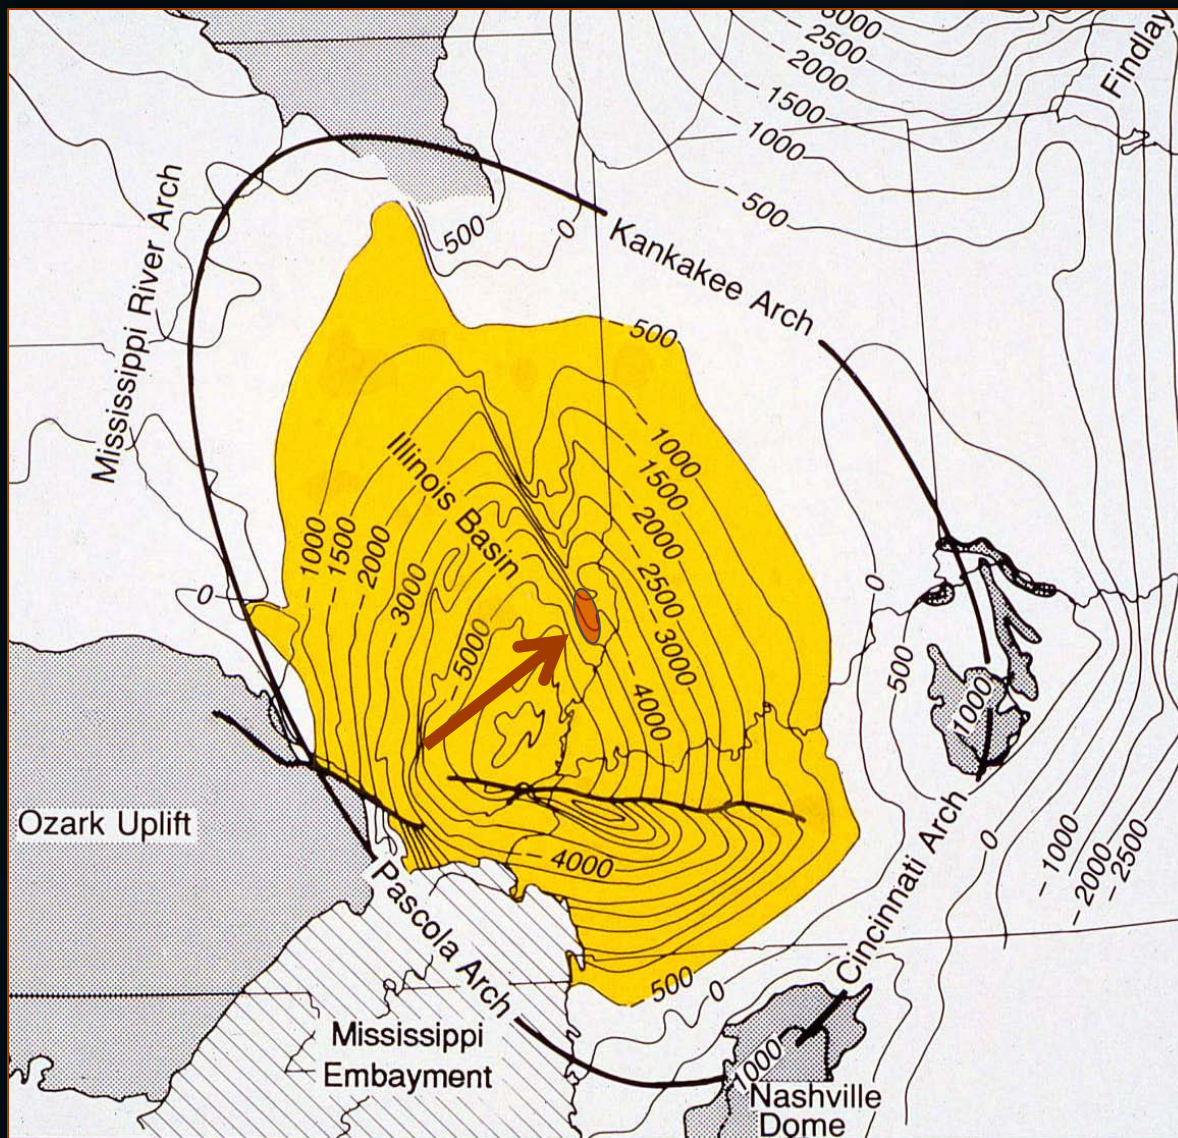 3000
- 2500
- 2000
- 1500
- 1000
Findlay
- 500
500
0
Kankakee Arch
Mississippi River Arch
- 500
Illinois Basin
- 1000
- 1500
- 2000
- 2500
- 3000
- 4000
- 1000
- 1500
- 2000
- 3000
- 5000
0
0
500
1000
Ozark Uplift
- 4000
Pascola Arch
Cincinnati Arch
0
- 1000
- 2000
- 2500
- 500
0
Mississippi
Embayment
1000
Nashville
Dome